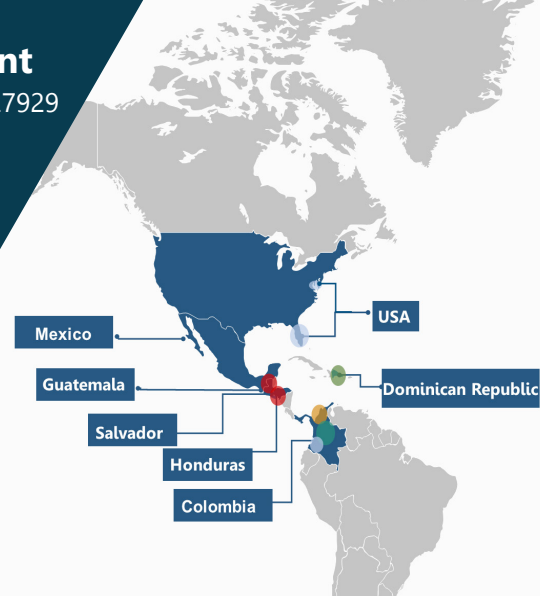 nt
7929
USA
Mexico
Guatemala
Dominican Republic
Salvador
Honduras
Colombia